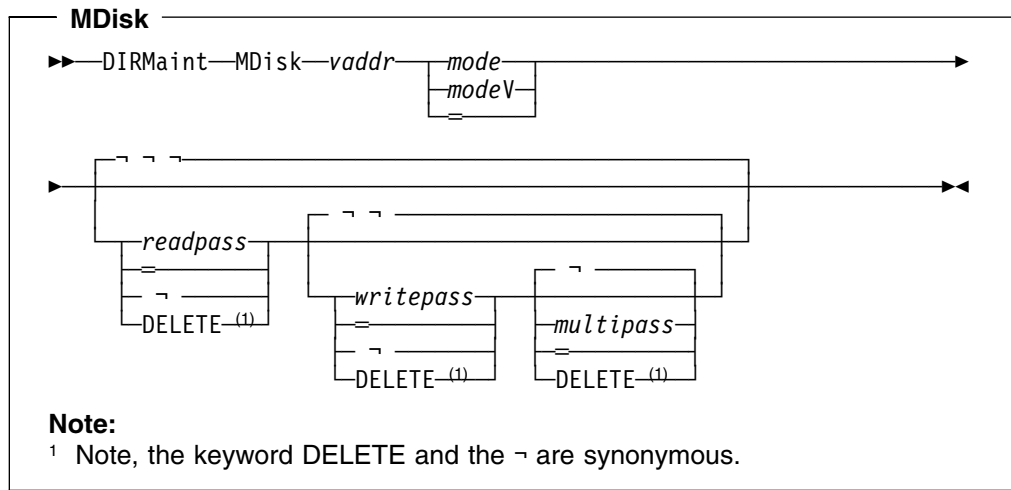 MDisk
►►──DIRMaint──MDisk──vaddr──mode──►
modeV
=
¬ ¬ ¬
►──►◄
¬ ¬
readpass
=
¬
¬
writepass
DELETE (1)
=
multipass
¬
=
DELETE (1)
DELETE (1)
Note:
1 Note, the keyword DELETE and the ¬ are synonymous.